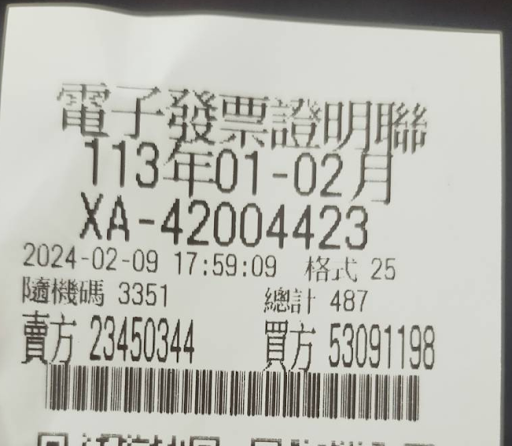 電子發票證明聯
113年01-02月
XA-42004423
2024-02-09 17:59:09 格式 25
隨機碼 3351 總計 487
賣方 23450344 買方 53091198